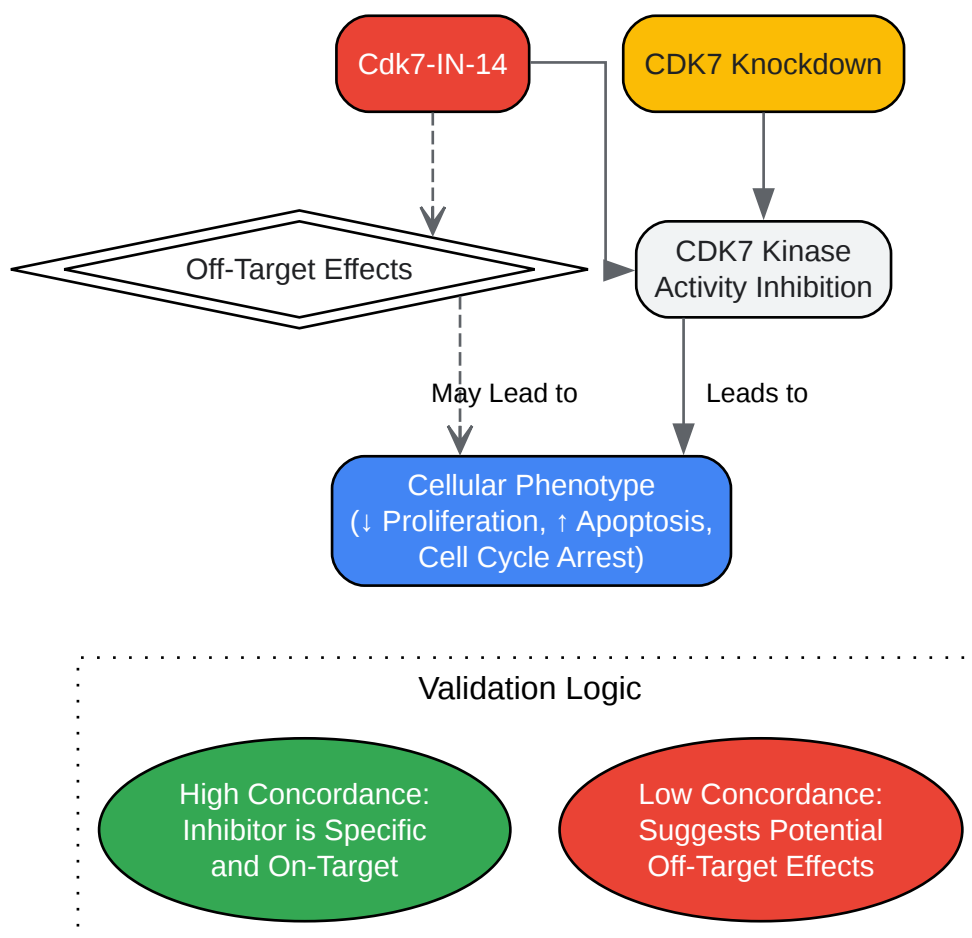 Cdk7-IN-14
CDK7 Knockdown
Off-Target Effects
CDK7 Kinase
Activity Inhibition
May Lead to
Leads to
Cellular Phenotype
(↓ Proliferation, ↑ Apoptosis,
Cell Cycle Arrest)
Validation Logic
High Concordance:
Inhibitor is Specific
and On-Target
Low Concordance:
Suggests Potential
Off-Target Effects